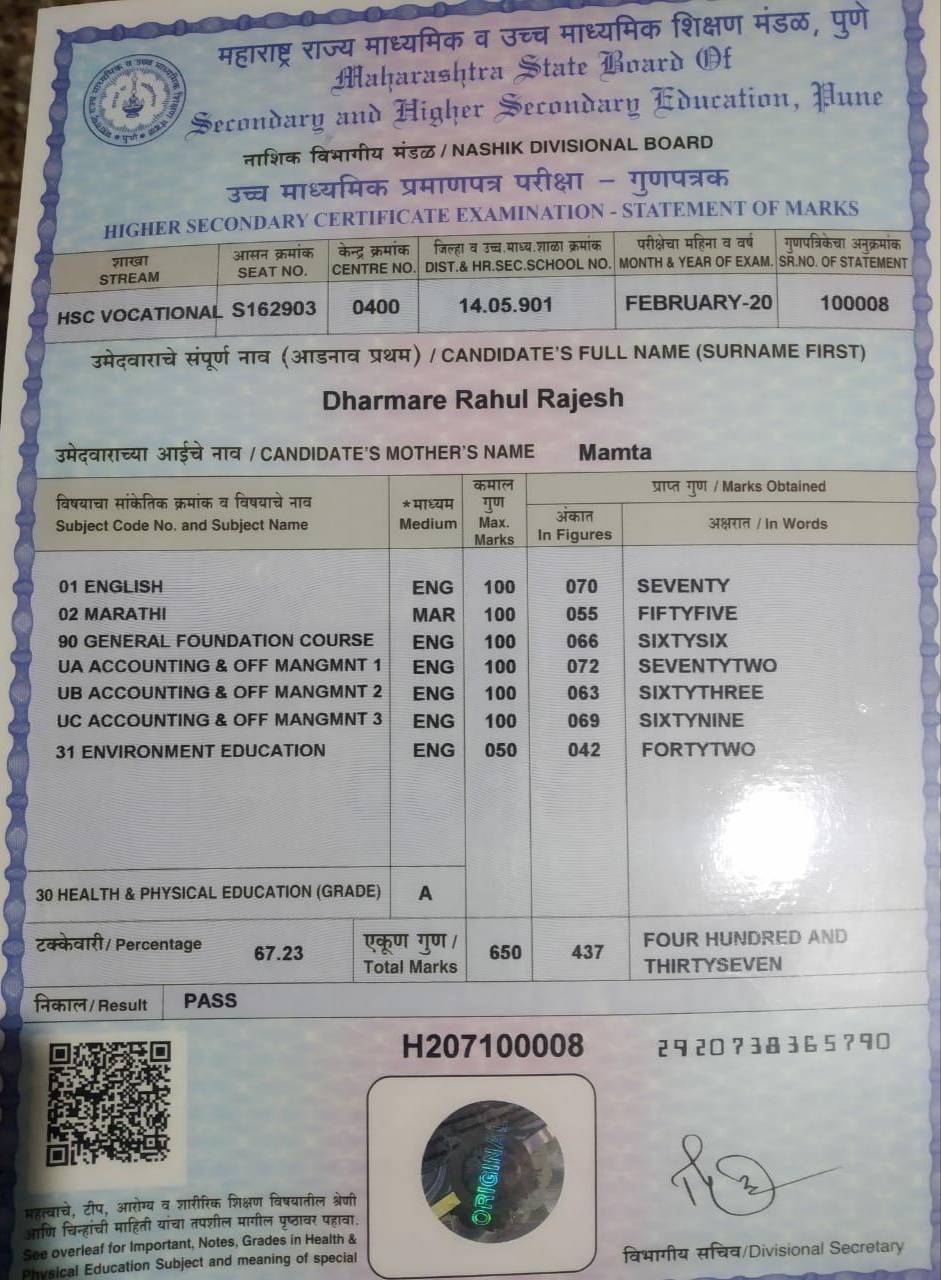 महाराष्ट्र राज्य माध्यमिक व उच्च माध्यमिक शिक्षण मंडळ, पुणे
Maharashtra State Board Of
Secondary and Higher Secondary Education, Pune
नाशिक विभागीय मंडळ / NASHIK DIVISIONAL BOARD
उच्च माध्यमिक प्रमाणपत्र परीक्षा – गुणपत्रक
HIGHER SECONDARY CERTIFICATE EXAMINATION - STATEMENT OF MARKS
शाखा आसन क्रमांक केन्द्र क्रमांक जिल्हा व उच्च.माध्य.शाळा क्रमांक परीक्षेचा महिना व वर्ष गुणपत्रिकेचा अनुक्रमांक
STREAM SEAT NO. CENTRE NO. DIST.& HR.SEC.SCHOOL NO. MONTH & YEAR OF EXAM. SR.NO. OF STATEMENT
HSC VOCATIONAL S162903 0400 14.05.901 FEBRUARY-20 100008
उमेदवाराचे संपूर्ण नाव (आडनाव प्रथम) / CANDIDATE'S FULL NAME (SURNAME FIRST)
Dharmare Rahul Rajesh
उमेदवाराच्या आईचे नाव / CANDIDATE'S MOTHER'S NAME Mamta
विषयाचा सांकेतिक क्रमांक व विषयाचे नाव
Subject Code No. and Subject Name
*माध्यम
Medium
कमाल
गुण
Max.
Marks
प्राप्त गुण / Marks Obtained
अंकात
In Figures
अक्षरात / In Words
01 ENGLISH ENG 100 070 SEVENTY
02 MARATHI MAR 100 055 FIFTYFIVE
90 GENERAL FOUNDATION COURSE ENG 100 066 SIXTYSIX
UA ACCOUNTING & OFF MANGMNT 1 ENG 100 072 SEVENTYTWO
UB ACCOUNTING & OFF MANGMNT 2 ENG 100 063 SIXTYTHREE
UC ACCOUNTING & OFF MANGMNT 3 ENG 100 069 SIXTYNINE
31 ENVIRONMENT EDUCATION ENG 050 042 FORTYTWO
30 HEALTH & PHYSICAL EDUCATION (GRADE) A
टक्केवारी / Percentage 67.23
एकूण गुण /
Total Marks
650 437
FOUR HUNDRED AND
THIRTYSEVEN
निकाल / Result PASS
H207100008
2920738365790
ORIGINAL
महत्वाचे, टीप, आरोग्य व शारीरिक शिक्षण विषयातील श्रेणी
आणि चिन्हांची माहिती यांचा तपशील मागील पृष्ठावर पहावा.
See overleaf for Important, Notes, Grades in Health &
Physical Education Subject and meaning of special
विभागीय सचिव/Divisional Secretary